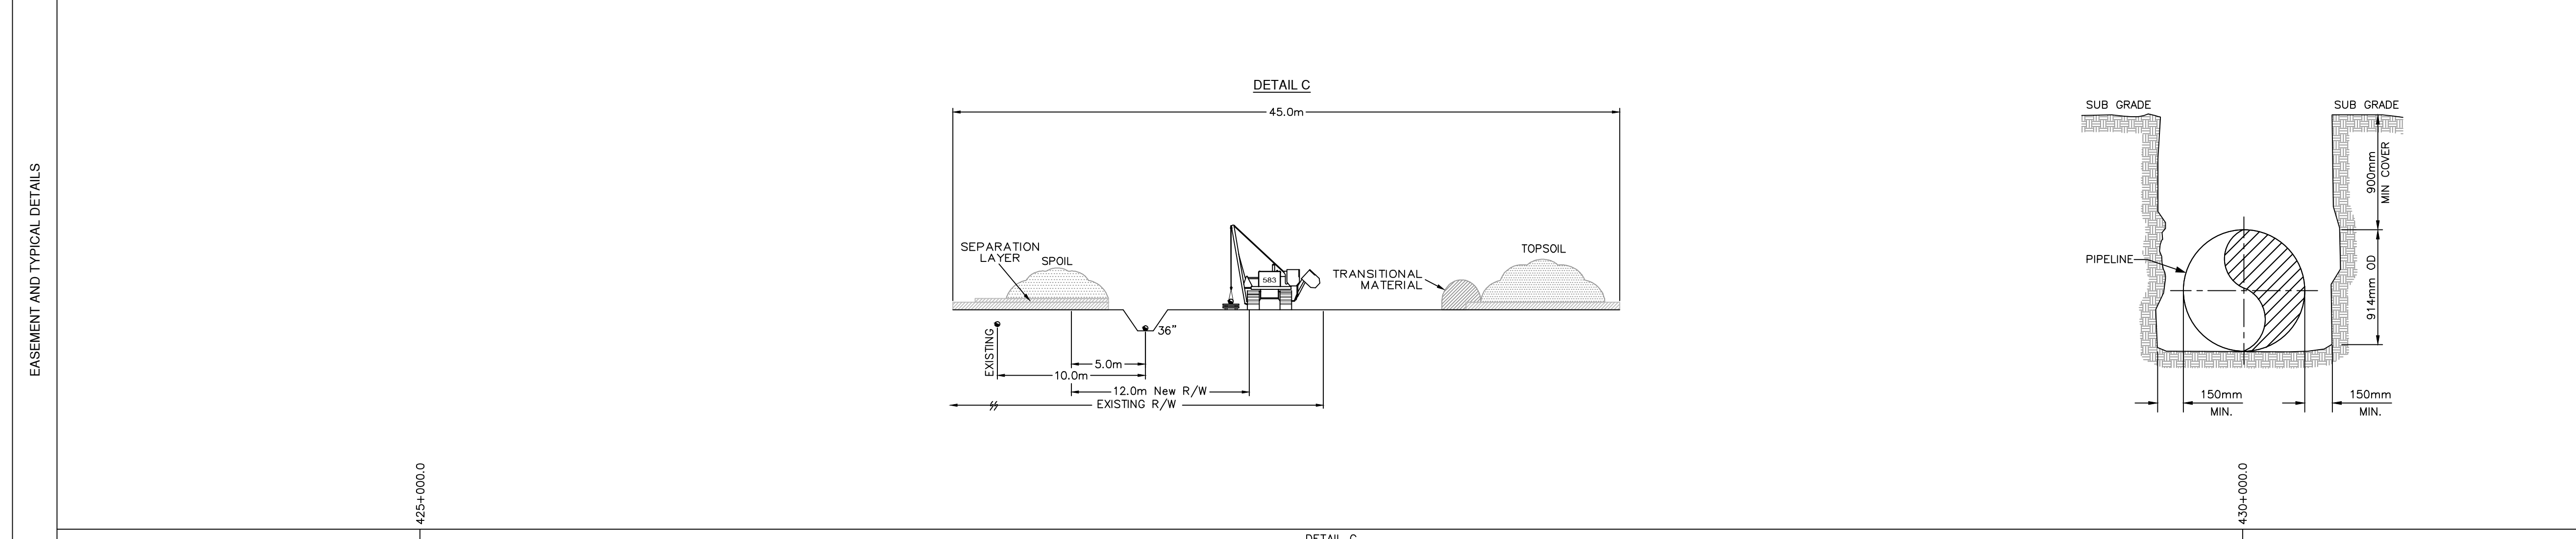 EASEMENT AND TYPICAL DETAILS
DETAIL C
45.0m
SEPARATION
LAYER
SPOIL
583
TRANSITIONAL
MATERIAL
TOPSOIL
36"
EXISTING
5.0m
10.0m
12.0m New R/W
EXISTING R/W
SUB GRADE
SUB GRADE
900mm
MIN COVER
PIPELINE
914mm OD
150mm
MIN.
150mm
MIN.
425+000.0
430+000.0
DETAIL C